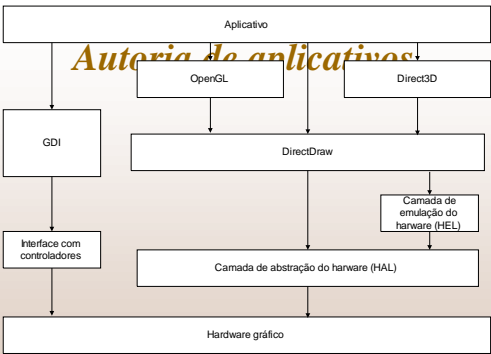 Aplicativo
Autoria de aplicativos
OpenGL
Direct3D
GDI
DirectDraw
Camada de
emulação do
harware (HEL)
Interface com
controladores
Camada de abstração do harware (HAL)
Hardware gráfico